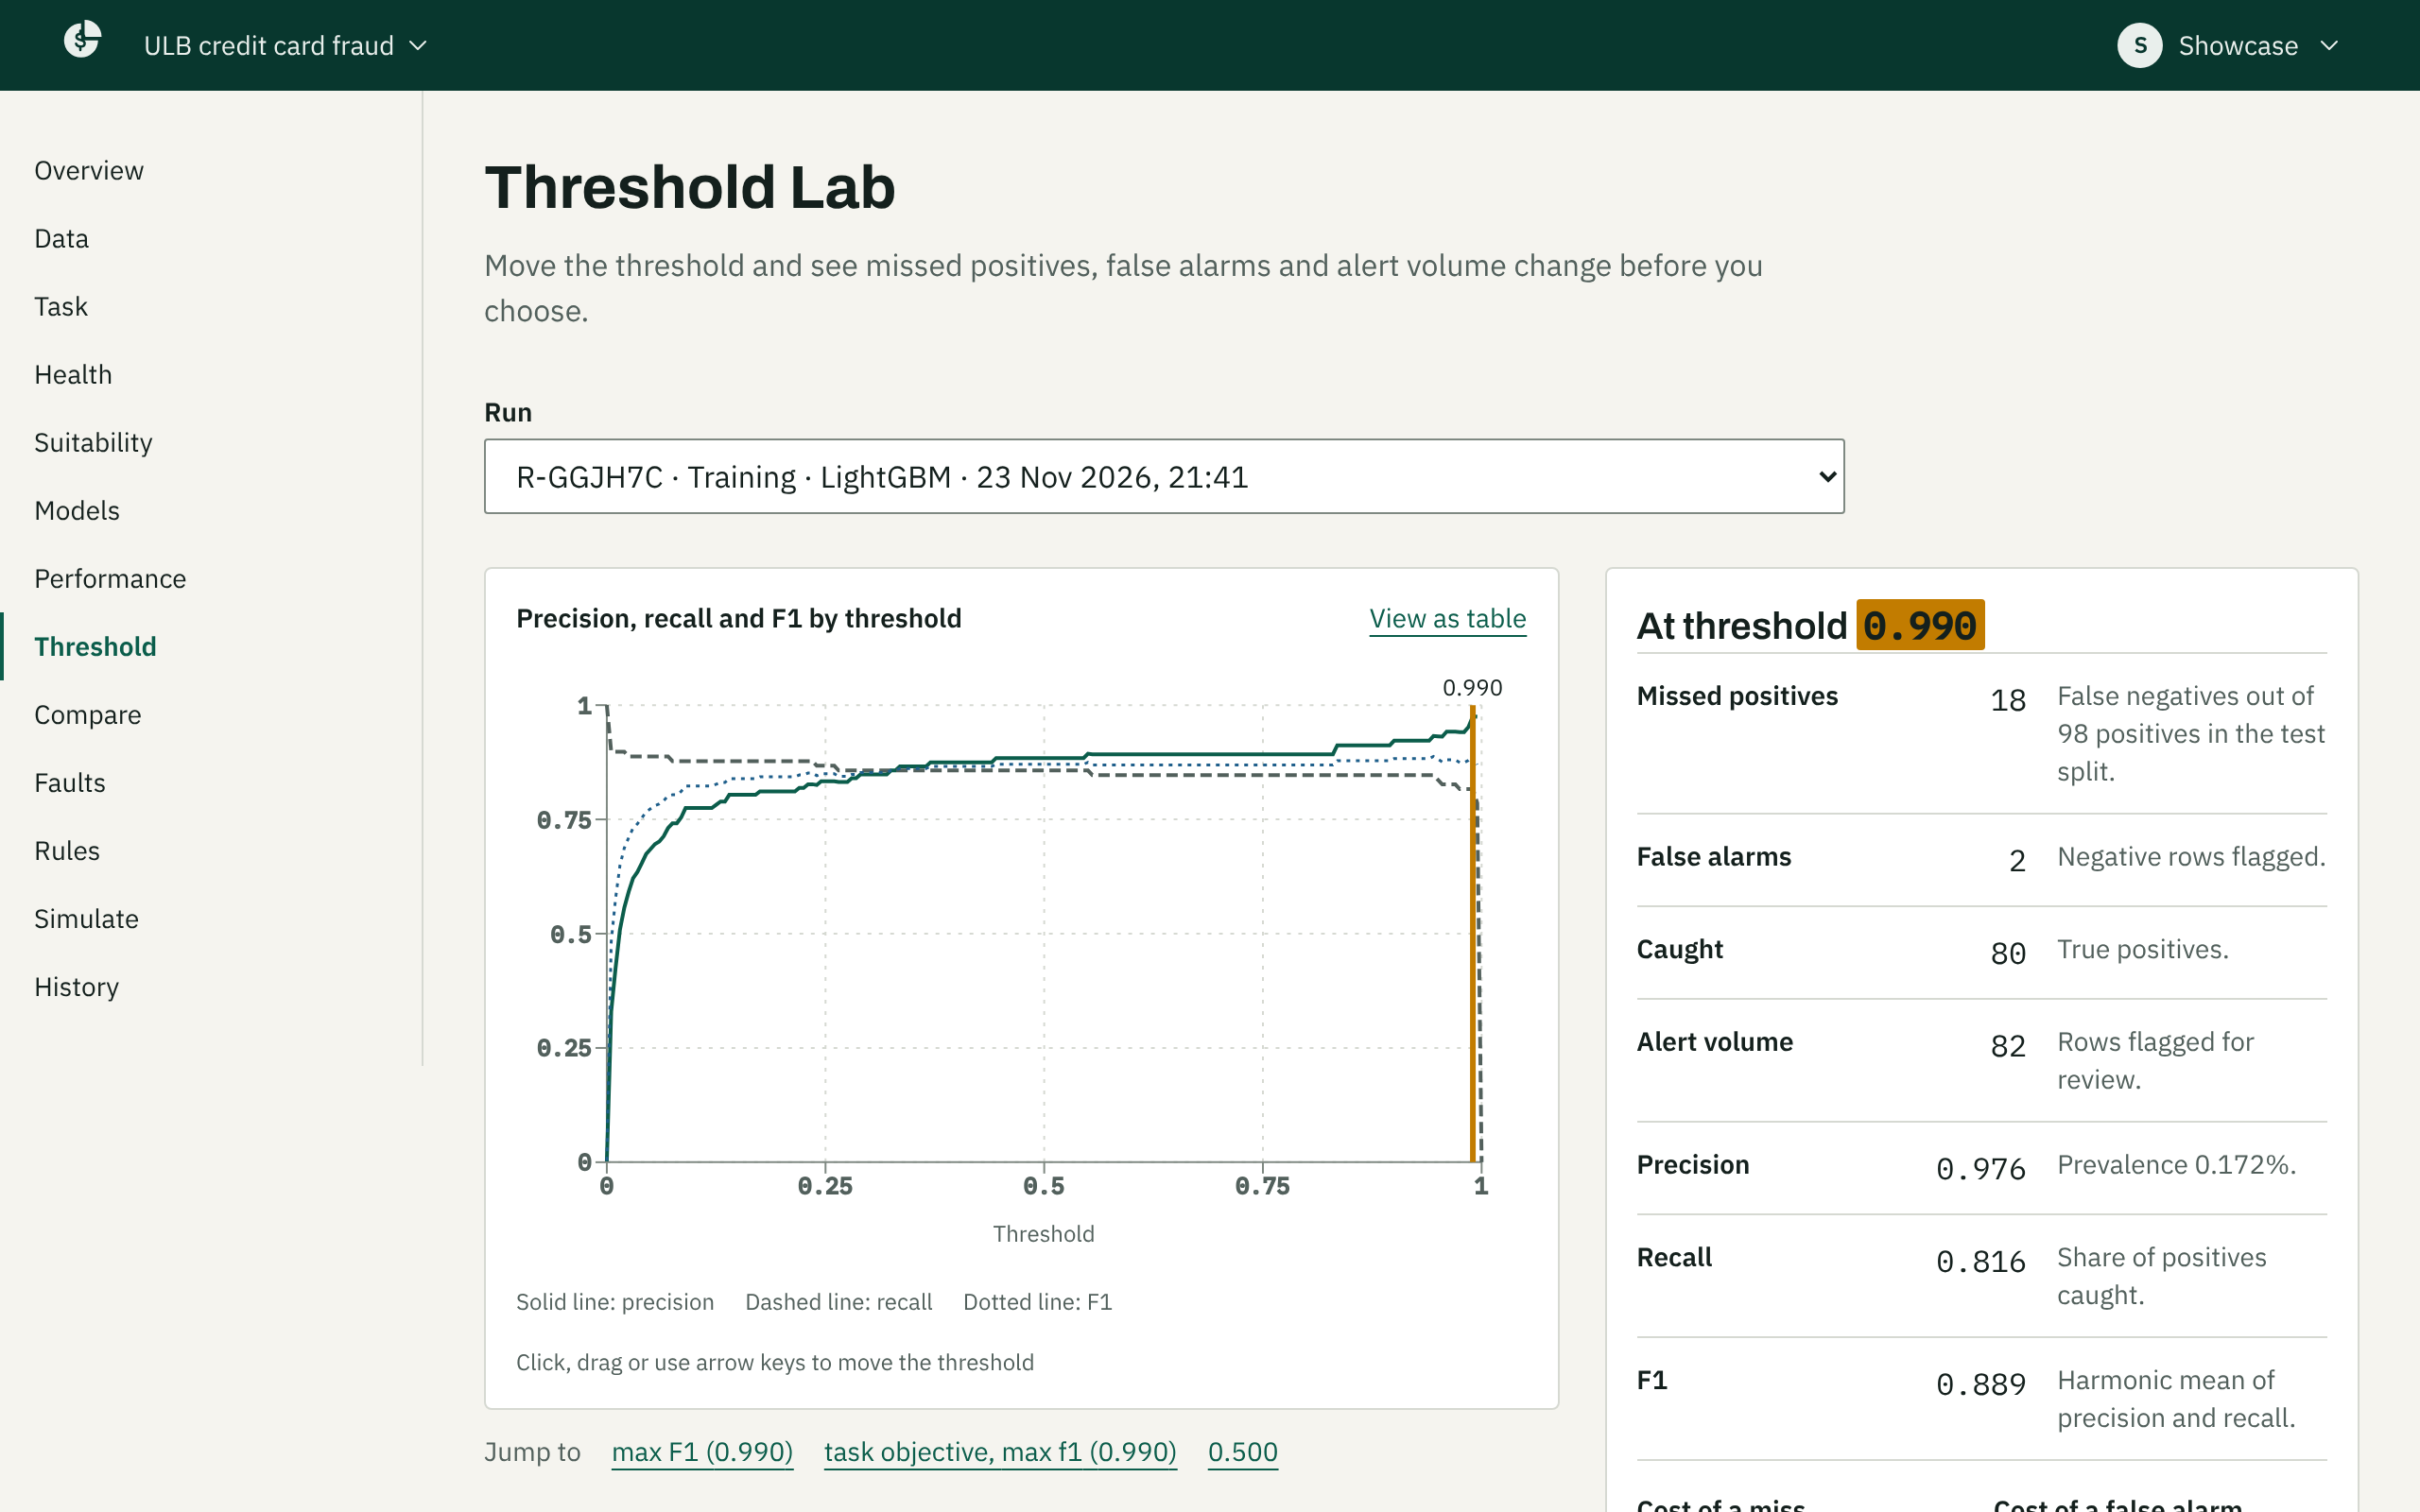 $
ULB credit card fraud
S
Showcase
Overview
Data
Task
Health
Suitability
Models
Performance
Threshold
Compare
Faults
Rules
Simulate
History
Threshold Lab
Move the threshold and see missed positives, false alarms and alert volume change before you
choose.
Run
R-GGJH7C · Training · LightGBM · 23 Nov 2026, 21:41
Precision, recall and F1 by threshold
View as table
0.990
1
0.75
0.5
0.25
0
0
0.25
0.5
0.75
1
Threshold
Solid line: precision
Dashed line: recall
Dotted line: F1
Click, drag or use arrow keys to move the threshold
Jump to
max F1 (0.990)
task objective, max f1 (0.990)
0.500
At threshold 0.990
Missed positives
18
False negatives out of
98 positives in the test
split.
False alarms
2
Negative rows flagged.
Caught
80
True positives.
Alert volume
82
Rows flagged for
review.
Precision
0.976
Prevalence 0.172%.
Recall
0.816
Share of positives
caught.
F1
0.889
Harmonic mean of
precision and recall.
Cost of a miss
Cost of a false alarm